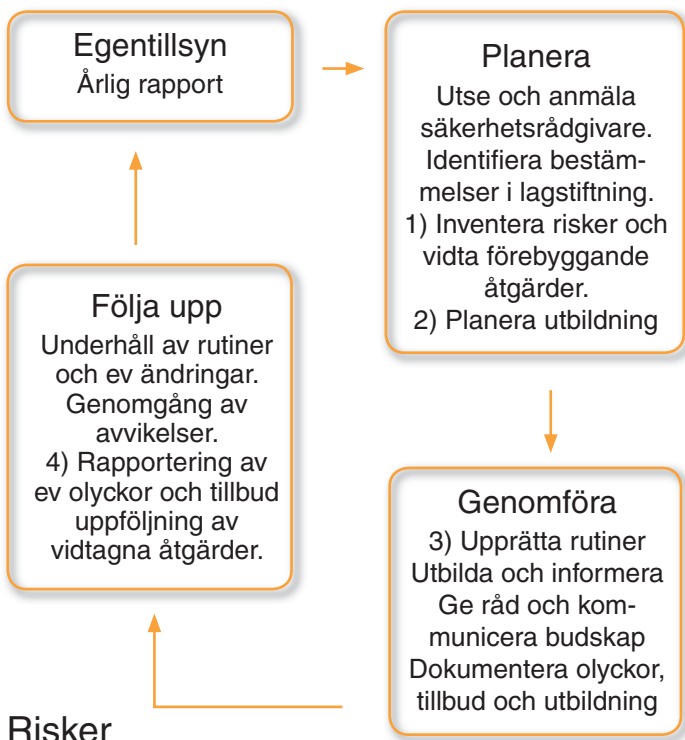 Egentillsyn
Årlig rapport
Planera
Utse och anmäla
säkerhetsrådgivare.
Identifiera bestäm-
melser i lagstiftning.
1) Inventera risker och
vidta förebyggande
åtgärder.
2) Planera utbildning
Genomföra
3) Upprätta rutiner
Utbilda och informera
Ge råd och kom-
municera budskap
Dokumentera olyckor,
tillbud och utbildning
Följa upp
Underhåll av rutiner
och ev ändringar.
Genomgång av
avvikelser.
4) Rapportering av
ev olyckor och tillbud
uppföljning av
vidtagna åtgärder.
Risker